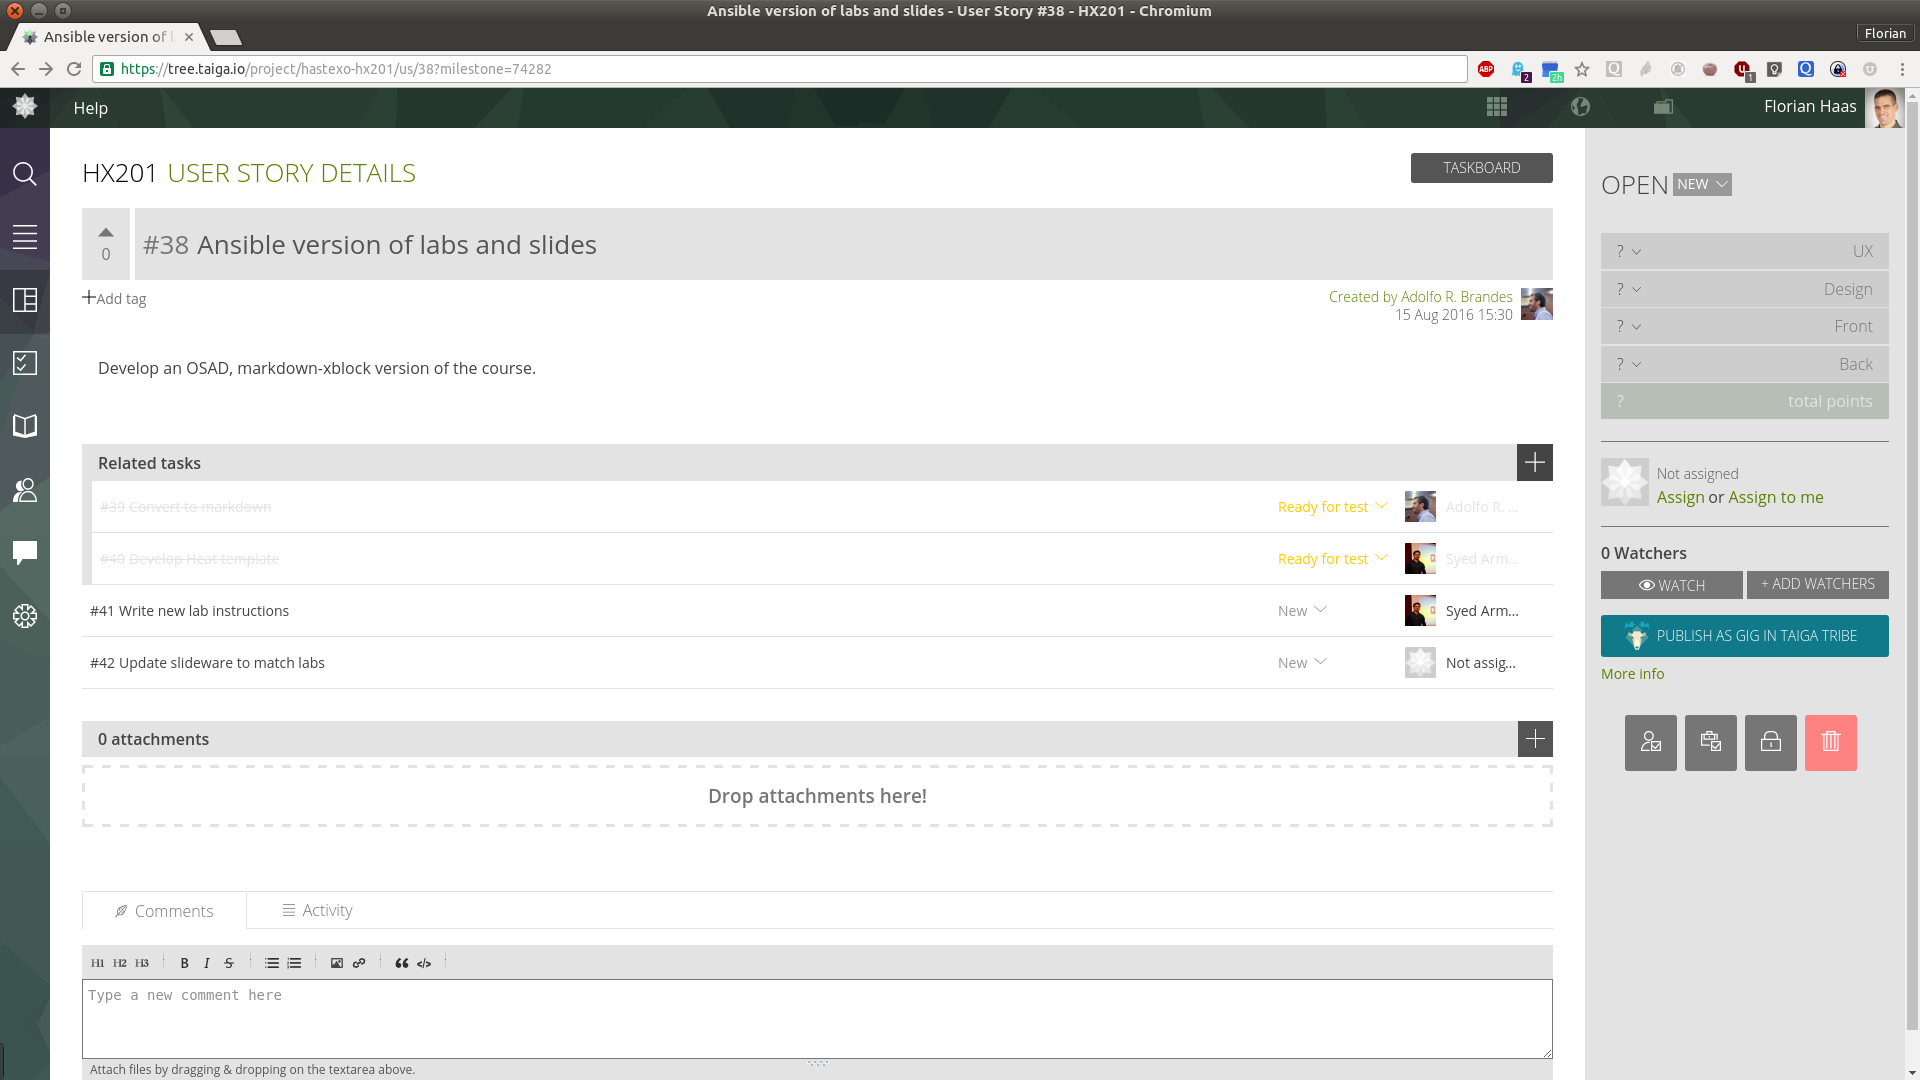 Ansible version of labs and slides - User Story #38 - HX201 - Chromium
Ansible version of l
Florian
https://tree.taiga.io/project/hastexo-hx201/us/38?milestone=74282
ABP
2
2h
1
Help
Florian Haas
HX201 USER STORY DETAILS
TASKBOARD
0
#38 Ansible version of labs and slides
Add tag
Created by Adolfo R. Brandes
15 Aug 2016 15:30
Develop an OSAD, markdown-xblock version of the course.
Related tasks
#39 Convert to markdown
Ready for test
Adolfo R. ...
#40 Develop Heat template
Ready for test
Syed Arm...
#41 Write new lab instructions
New
Syed Arm...
#42 Update slideware to match labs
New
Not assig...
0 attachments
Drop attachments here!
Comments
Activity
H1 H2 H3 B I S </>
Type a new comment here
Attach files by dragging & dropping on the textarea above.
OPEN NEW
? UX
? Design
? Front
? Back
? total points
Not assigned
Assign or Assign to me
0 Watchers
WATCH
+ ADD WATCHERS
PUBLISH AS GIG IN TAIGA TRIBE
More info